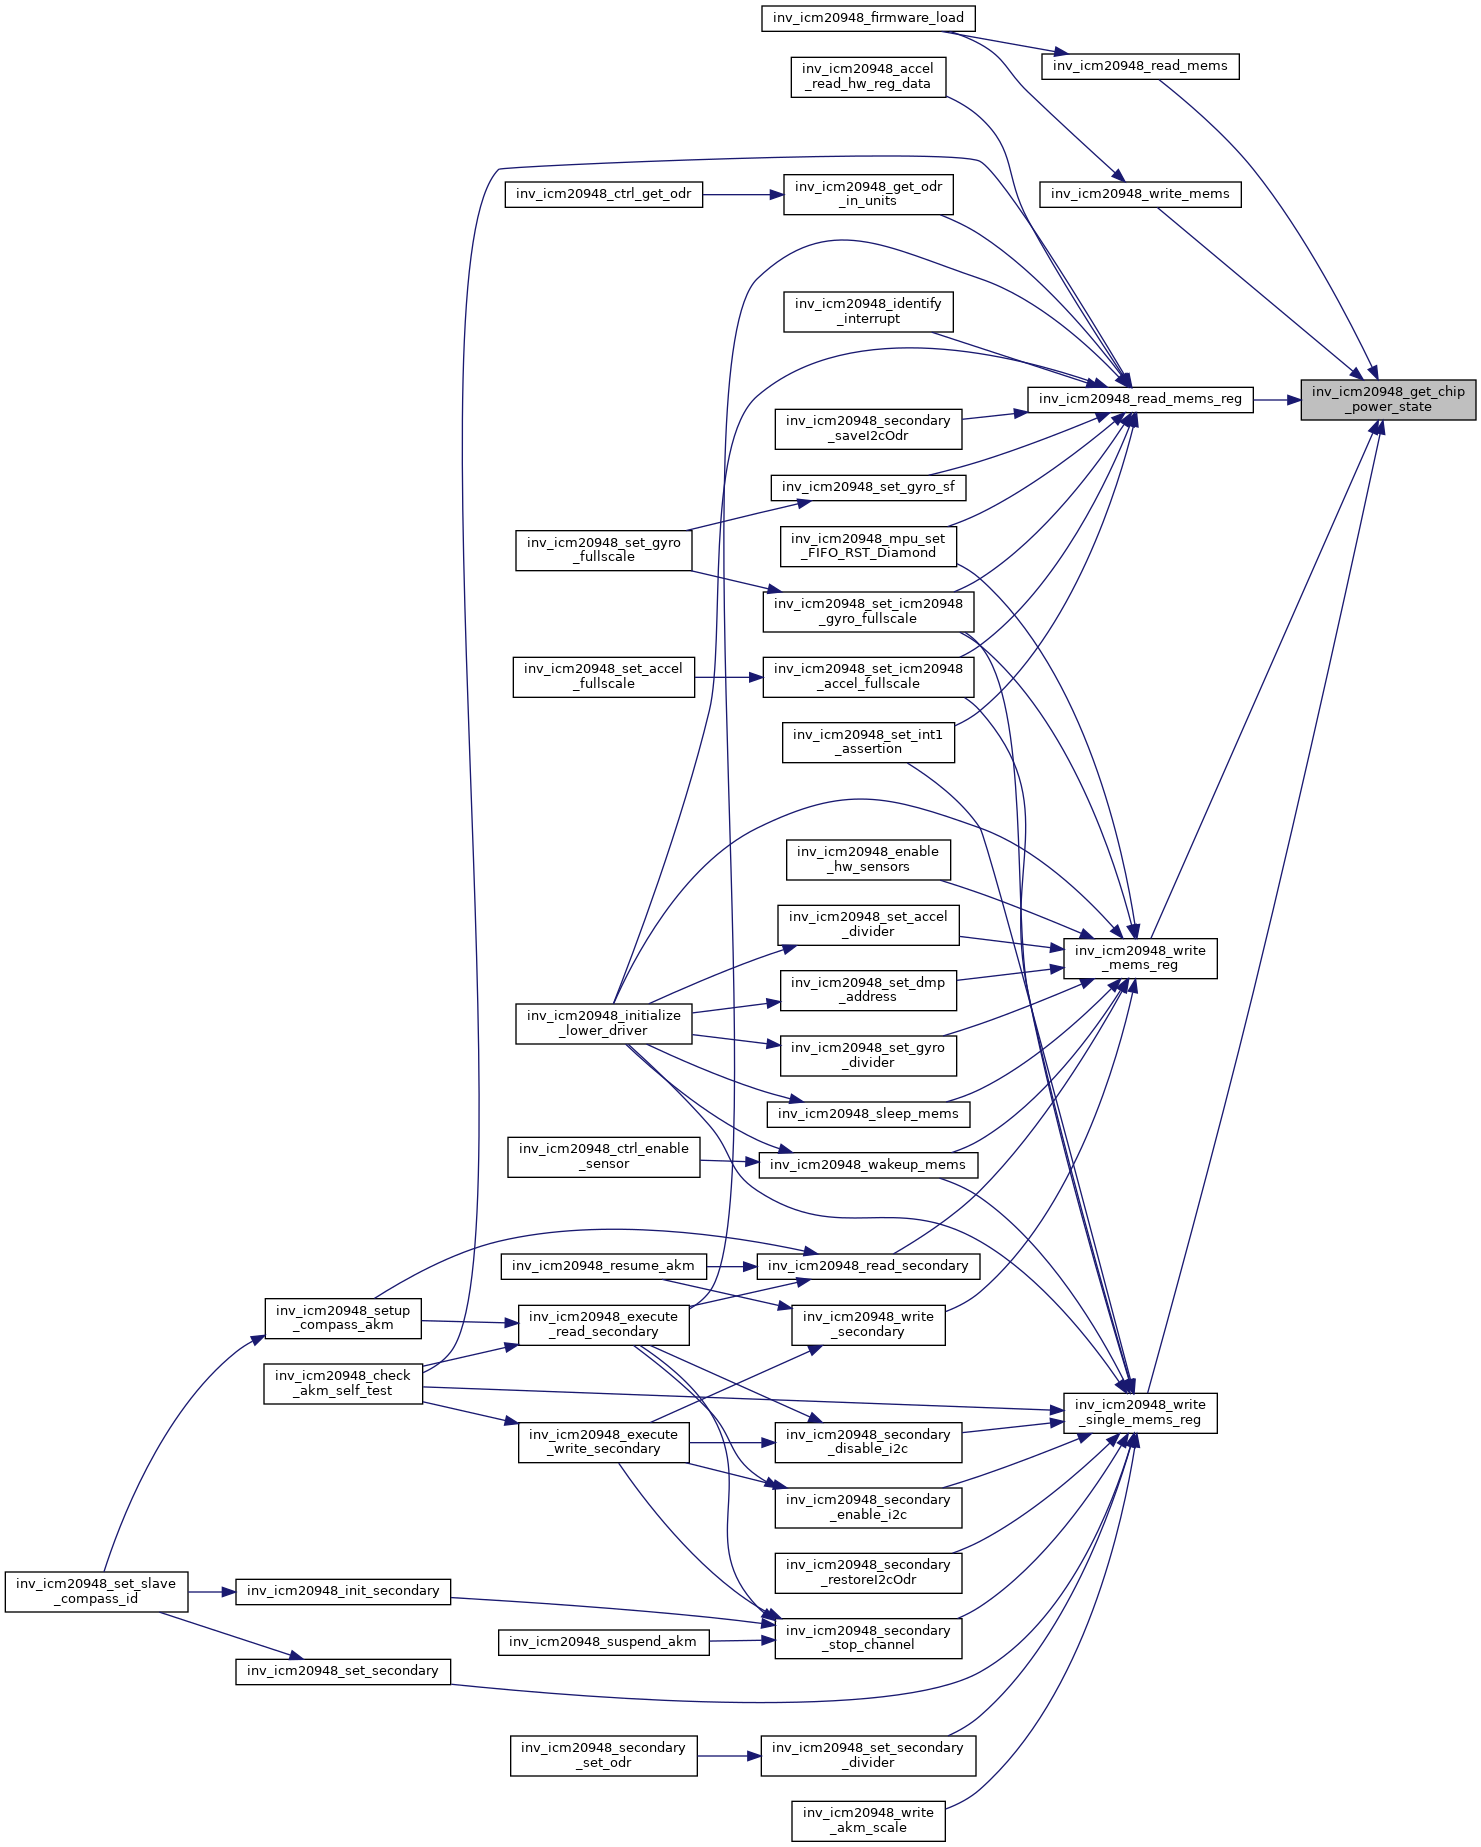 inv_icm20948_firmware_load
inv_icm20948_read_mems
inv_icm20948_accel
_read_hw_reg_data
inv_icm20948_ctrl_get_odr
inv_icm20948_get_odr
_in_units
inv_icm20948_write_mems
inv_icm20948_identify
_interrupt
inv_icm20948_read_mems_reg
inv_icm20948_get_chip
_power_state
inv_icm20948_secondary
_saveI2cOdr
inv_icm20948_set_gyro_sf
inv_icm20948_set_gyro
_fullscale
inv_icm20948_mpu_set
_FIFO_RST_Diamond
inv_icm20948_set_icm20948
_gyro_fullscale
inv_icm20948_set_accel
_fullscale
inv_icm20948_set_icm20948
_accel_fullscale
inv_icm20948_set_int1
_assertion
inv_icm20948_enable
_hw_sensors
inv_icm20948_set_accel
_divider
inv_icm20948_write
_mems_reg
inv_icm20948_set_dmp
_address
inv_icm20948_initialize
_lower_driver
inv_icm20948_set_gyro
_divider
inv_icm20948_sleep_mems
inv_icm20948_ctrl_enable
_sensor
inv_icm20948_wakeup_mems
inv_icm20948_resume_akm
inv_icm20948_read_secondary
inv_icm20948_setup
_compass_akm
inv_icm20948_execute
_read_secondary
inv_icm20948_write
_secondary
inv_icm20948_check
_akm_self_test
inv_icm20948_write
_single_mems_reg
inv_icm20948_execute
_write_secondary
inv_icm20948_secondary
_disable_i2c
inv_icm20948_secondary
_enable_i2c
inv_icm20948_secondary
_restoreI2cOdr
inv_icm20948_set_slave
_compass_id
inv_icm20948_init_secondary
inv_icm20948_suspend_akm
inv_icm20948_secondary
_stop_channel
inv_icm20948_set_secondary
inv_icm20948_secondary
_set_odr
inv_icm20948_set_secondary
_divider
inv_icm20948_write
_akm_scale